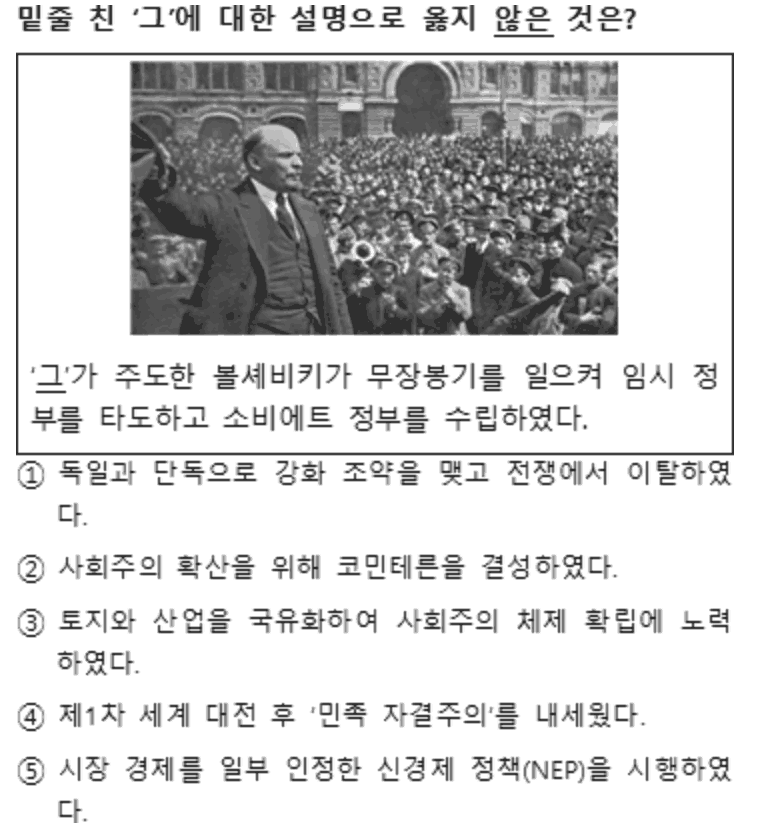 밑줄 친 ‘그’에 대한 설명으로 옳지 않은 것은?
‘그’가 주도한 볼셰비키가 무장봉기를 일으켜 임시 정
부를 타도하고 소비에트 정부를 수립하였다.
① 독일과 단독으로 강화 조약을 맺고 전쟁에서 이탈하였
다.
② 사회주의 확산을 위해 코민테른을 결성하였다.
③ 토지와 산업을 국유화하여 사회주의 체제 확립에 노력
하였다.
④ 제1차 세계 대전 후 ‘민족 자결주의’를 내세웠다.
⑤ 시장 경제를 일부 인정한 신경제 정책(NEP)을 시행하였
다.